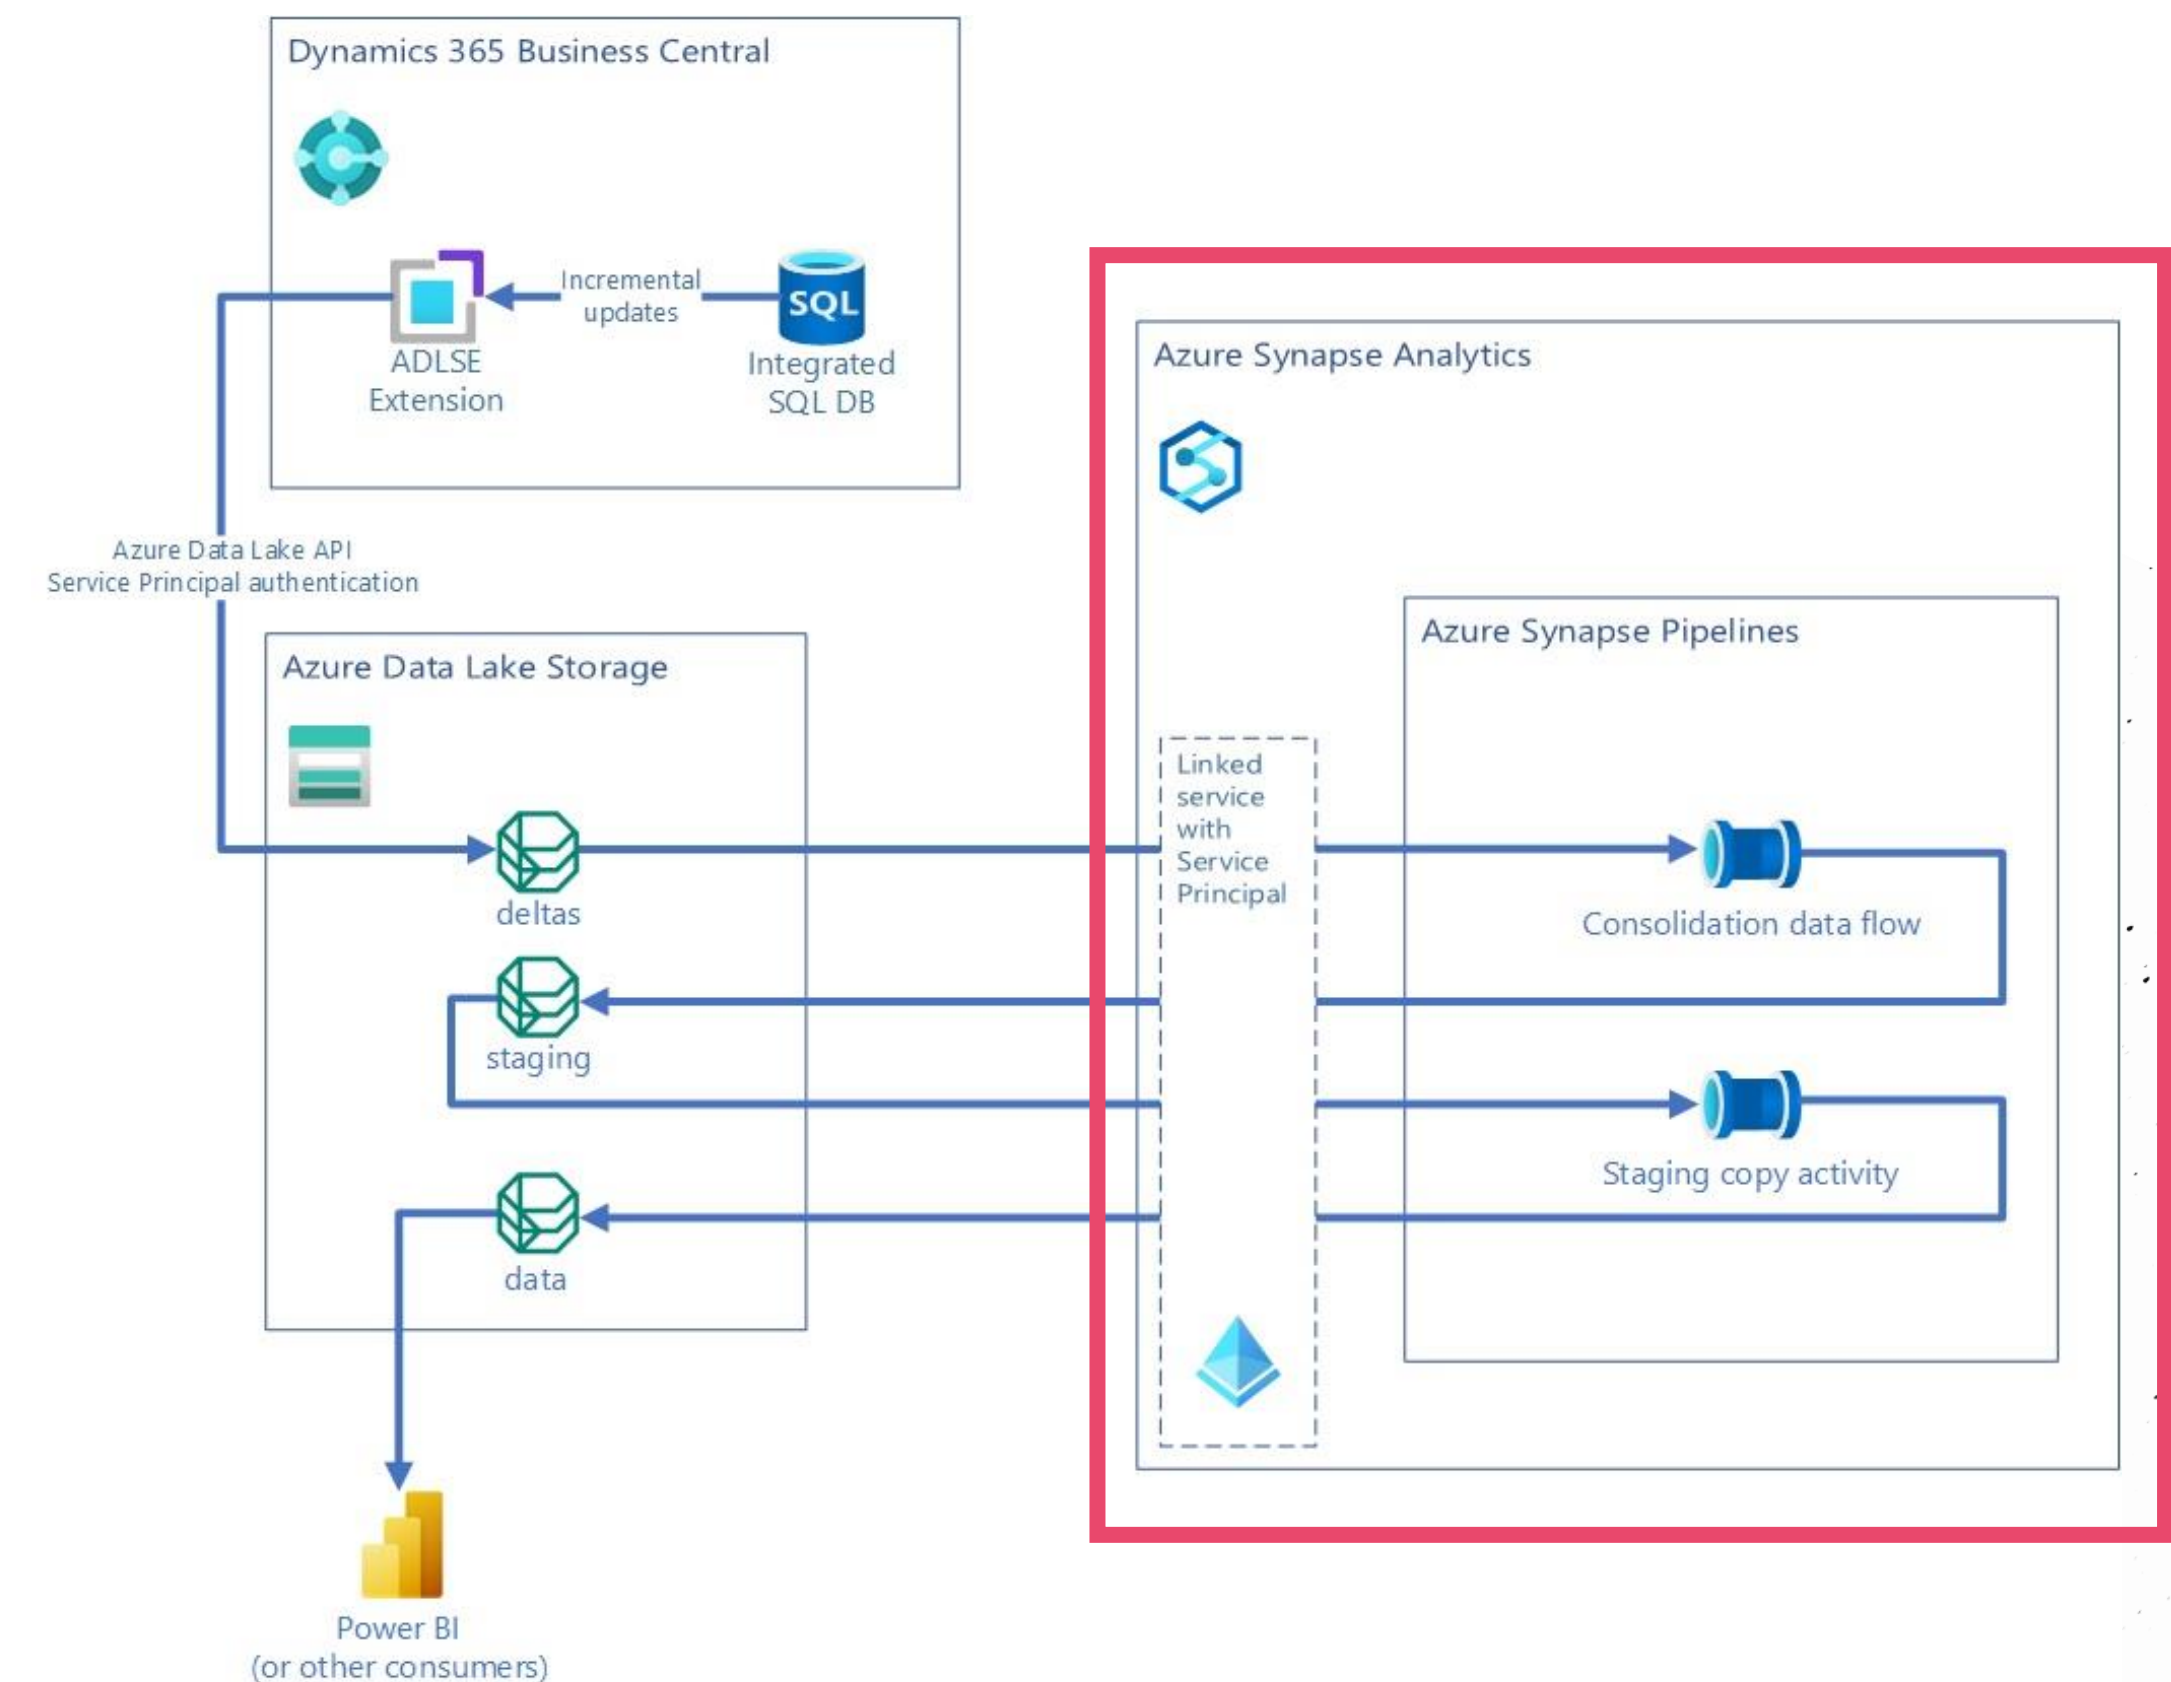 Dynamics 365 Business Central
Incremental
updates
SQL
ADLSE
Extension
Integrated
SQL DB
Azure Data Lake API
Service Principal authentication
Azure Data Lake Storage
deltas
staging
data
Power BI
(or other consumers)
Azure Synapse Analytics
Linked
service
with
Service
Principal
Azure Synapse Pipelines
Consolidation data flow
Staging copy activity